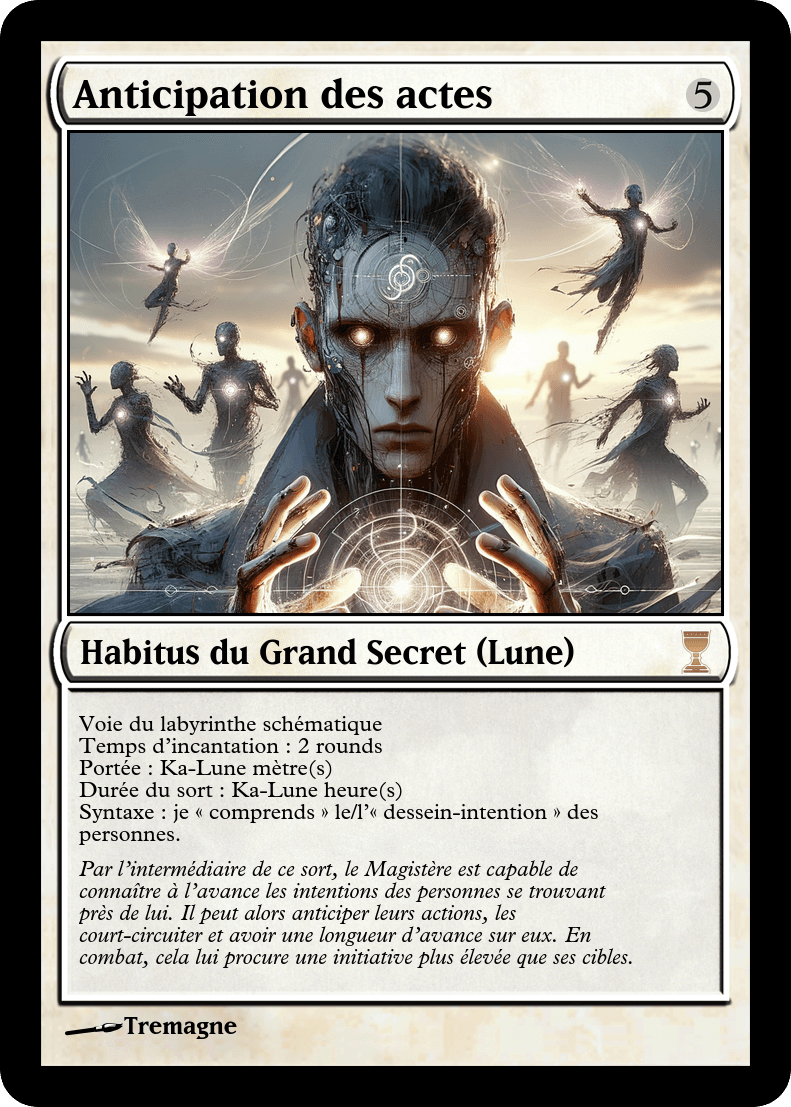 Anticipation des actes
5
Habitus du Grand Secret (Lune)
Voie du labyrinthe schématique
Temps d'incantation : 2 rounds
Portée : Ka-Lune mètre(s)
Durée du sort : Ka-Lune heure(s)
Syntaxe : je « comprends » le/l'« dessein-intention » des
personnes.
Par l'intermédiaire de ce sort, le Magistère est capable de
connaître à l'avance les intentions des personnes se trouvant
près de lui. Il peut alors anticiper leurs actions, les
court-circuiter et avoir une longueur d'avance sur eux. En
combat, cela lui procure une initiative plus élevée que ses cibles.
Tremagne